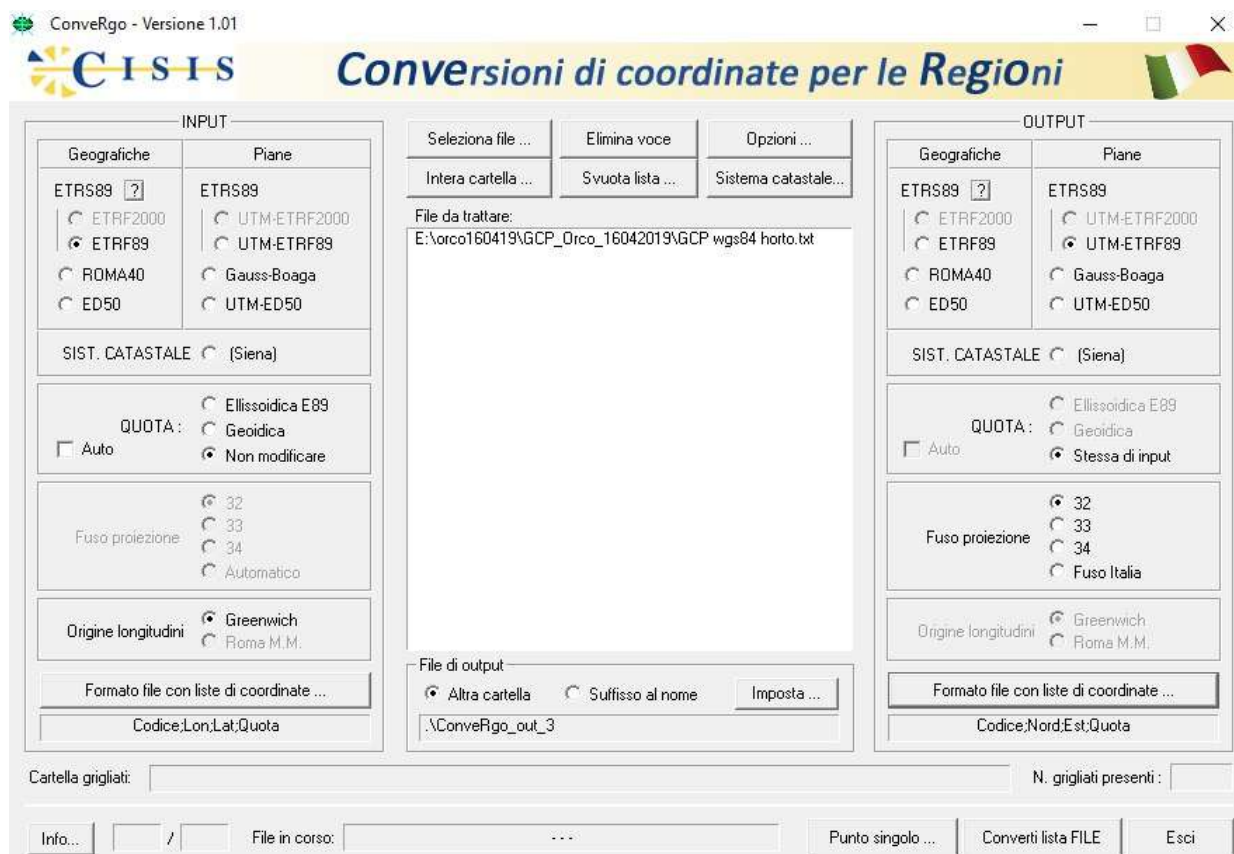 ConveRgo - Versione 1.01
CISIS
Conversioni di coordinate per le Regioni
INPUT
Geografiche
Piane
ETRS89 ?
ETRS89
ETRF2000
UTM-ETRF2000
ETRF89
UTM-ETRF89
ROMA40
Gauss-Boaga
ED50
UTM-ED50
SIST. CATASTALE
(Siena)
QUOTA :
Auto
Ellissoidica E89
Geoidica
Non modificare
Fuso proiezione
32
33
34
Automatico
Origine longitudini
Greenwich
Roma M.M.
Formato file con liste di coordinate ...
Codice;Lon;Lat;Quota
Seleziona file ...
Elimina voce
Opzioni ...
Intera cartella ...
Svuota lista ...
Sistema catastale...
File da trattare:
E:\orco160419\GCP_Orco_16042019\GCP wgs84 horto.txt
File di output
Altra cartella
Suffisso al nome
Imposta ...
.\ConveRgo_out_3
OUTPUT
Geografiche
Piane
ETRS89 ?
ETRS89
ETRF2000
UTM-ETRF2000
ETRF89
UTM-ETRF89
ROMA40
Gauss-Boaga
ED50
UTM-ED50
SIST. CATASTALE
(Siena)
QUOTA :
Auto
Ellissoidica E89
Geoidica
Stessa di input
Fuso proiezione
32
33
34
Fuso Italia
Origine longitudini
Greenwich
Roma M.M.
Formato file con liste di coordinate ...
Codice;Nord;Est;Quota
Cartella grigliati:
N. grigliati presenti :
Info...
/
File in corso:
- - -
Punto singolo ...
Converti lista FILE
Esci